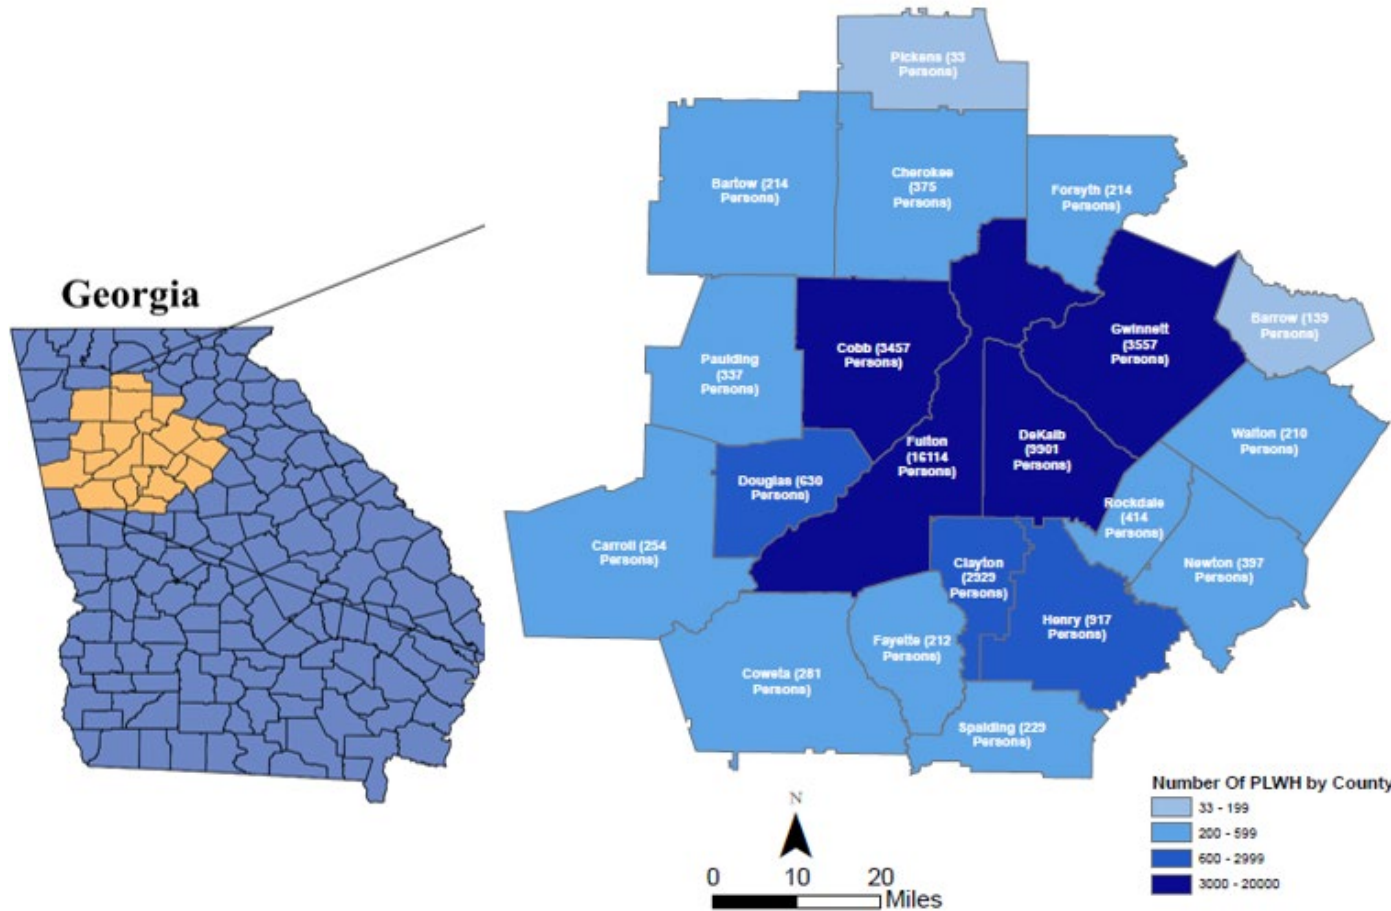 Georgia
Pickens (33
Persons)
Bartow (214
Persons)
Cherokee
(375
Persons)
Forsyth (214
Persons)
Paulding
(337
Persons)
Cobb (3457
Persons)
Gwinnett
(3557
Persons)
Barrow (139
Persons)
Walton (210
Persons)
Fulton
(16114
Persons)
DeKalb
(9901
Persons)
Douglas (630
Persons)
Rockdale
(414
Persons)
Carroll (254
Persons)
Clayton
(2929
Persons)
Newton (397
Persons)
Henry (917
Persons)
Fayette (212
Persons)
Coweta (281
Persons)
Spalding (229
Persons)
N
0 10 20
Miles
Number Of PLWH by County
33 - 199
200 - 599
600 - 2999
3000 - 20000